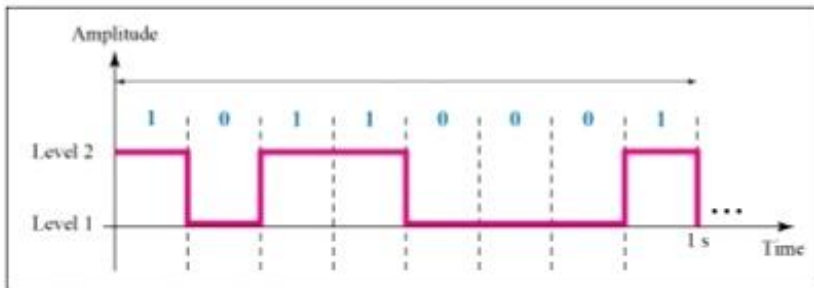 Amplitude
1 0 1 1 0 0 0 1
Level 2
Level 1
...
1 s
Time